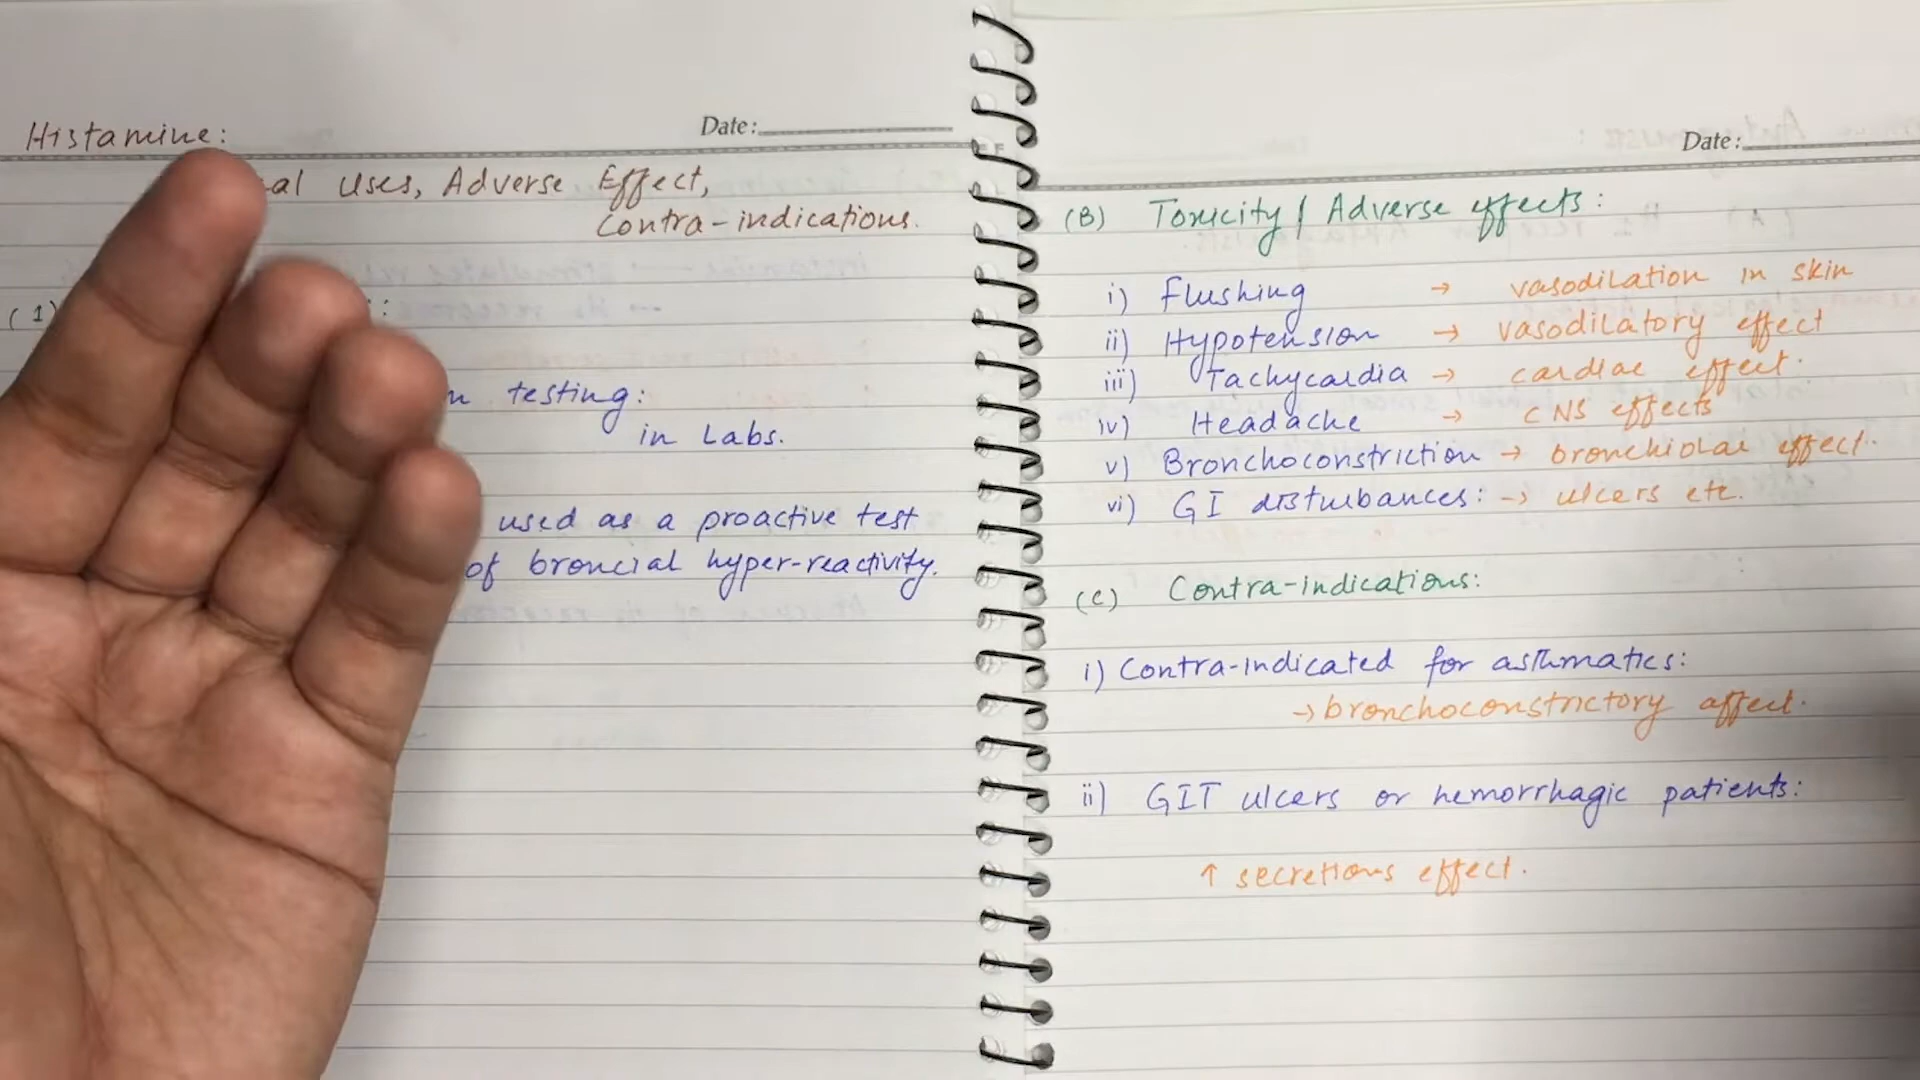 Histamine:
Date:
Uses, Adverse Effect,
Contra-indications.
(1)
testing:
in Labs.
used as a proactive test
of broncial hyper-reactivity.
Date:
(B) Toxicity / Adverse effects:
i) Flushing → vasodilation in skin
ii) Hypotension → vasodilatory effect
iii) Tachycardia → cardiac effect.
iv) Headache → CNS effects
v) Bronchoconstriction → bronchiolar effect.
vi) GI disturbances: → ulcers etc.
(C) Contra-indications:
i) Contra-indicated for asthmatics:
→ bronchoconstrictory affect.
ii) GIT ulcers or hemorrhagic patients:
↑ secretions effect.